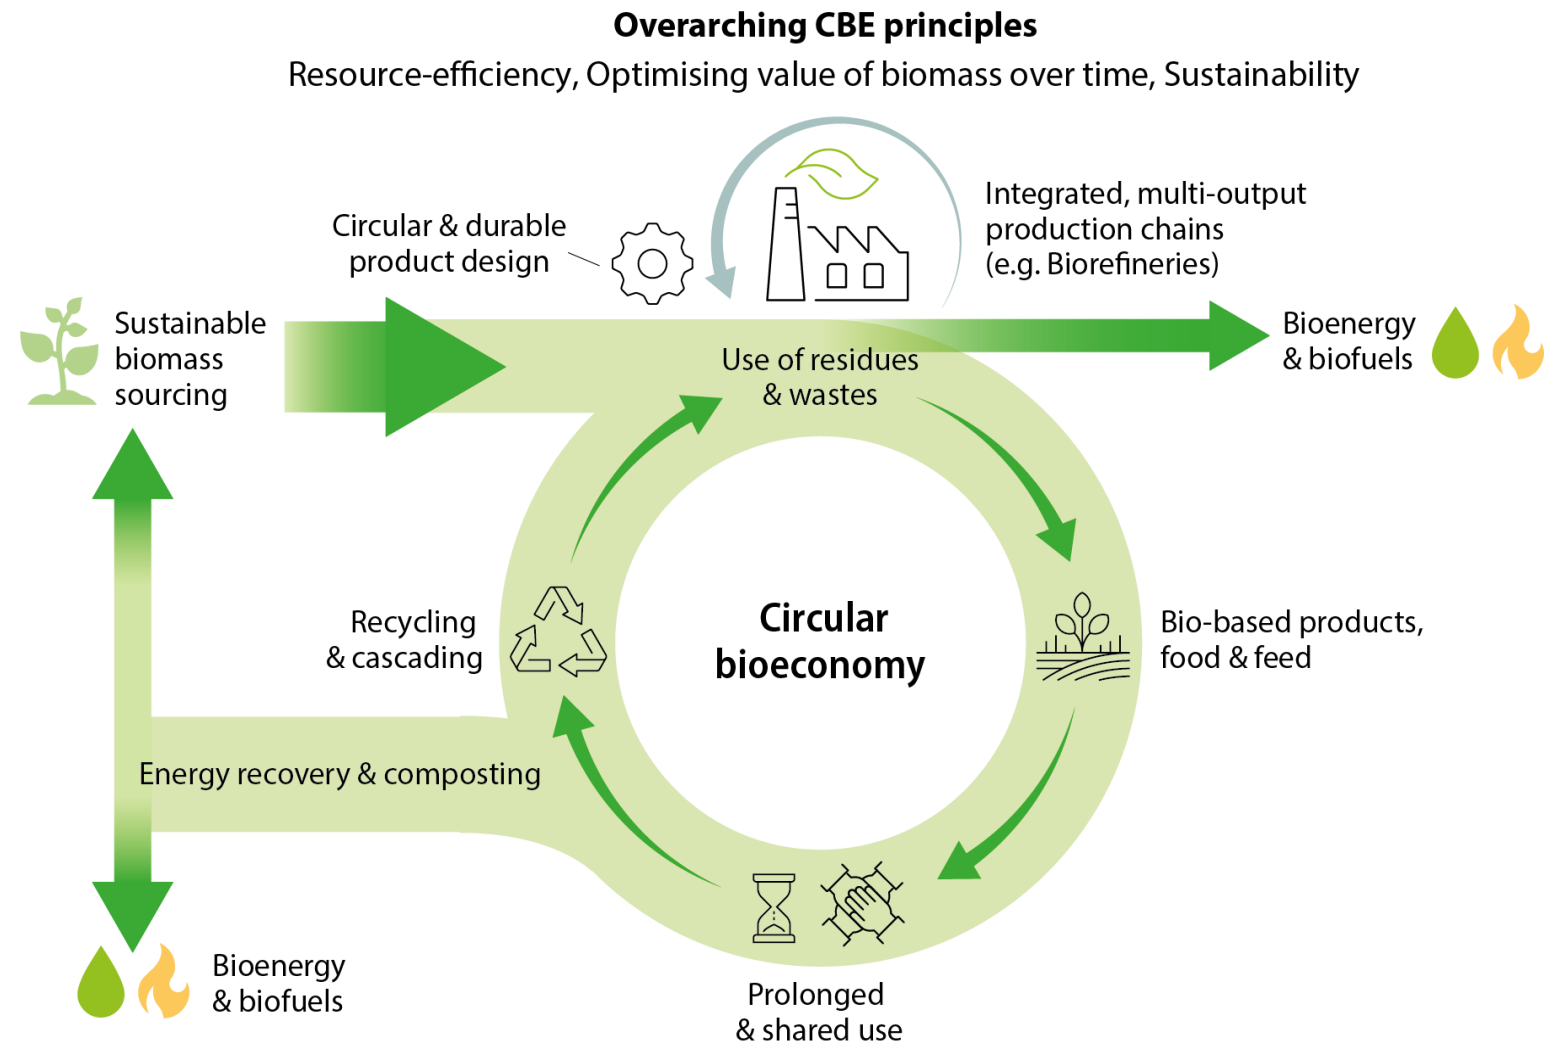 Overarching CBE principles
Resource-efficiency, Optimising value of biomass over time, Sustainability
Circular & durable
product design
Integrated, multi-output
production chains
(e.g. Biorefineries)
Sustainable
biomass
sourcing
Use of residues
& wastes
Bioenergy
& biofuels
Recycling
& cascading
Circular
bioeconomy
Bio-based products,
food & feed
Energy recovery & composting
Bioenergy
& biofuels
Prolonged
& shared use